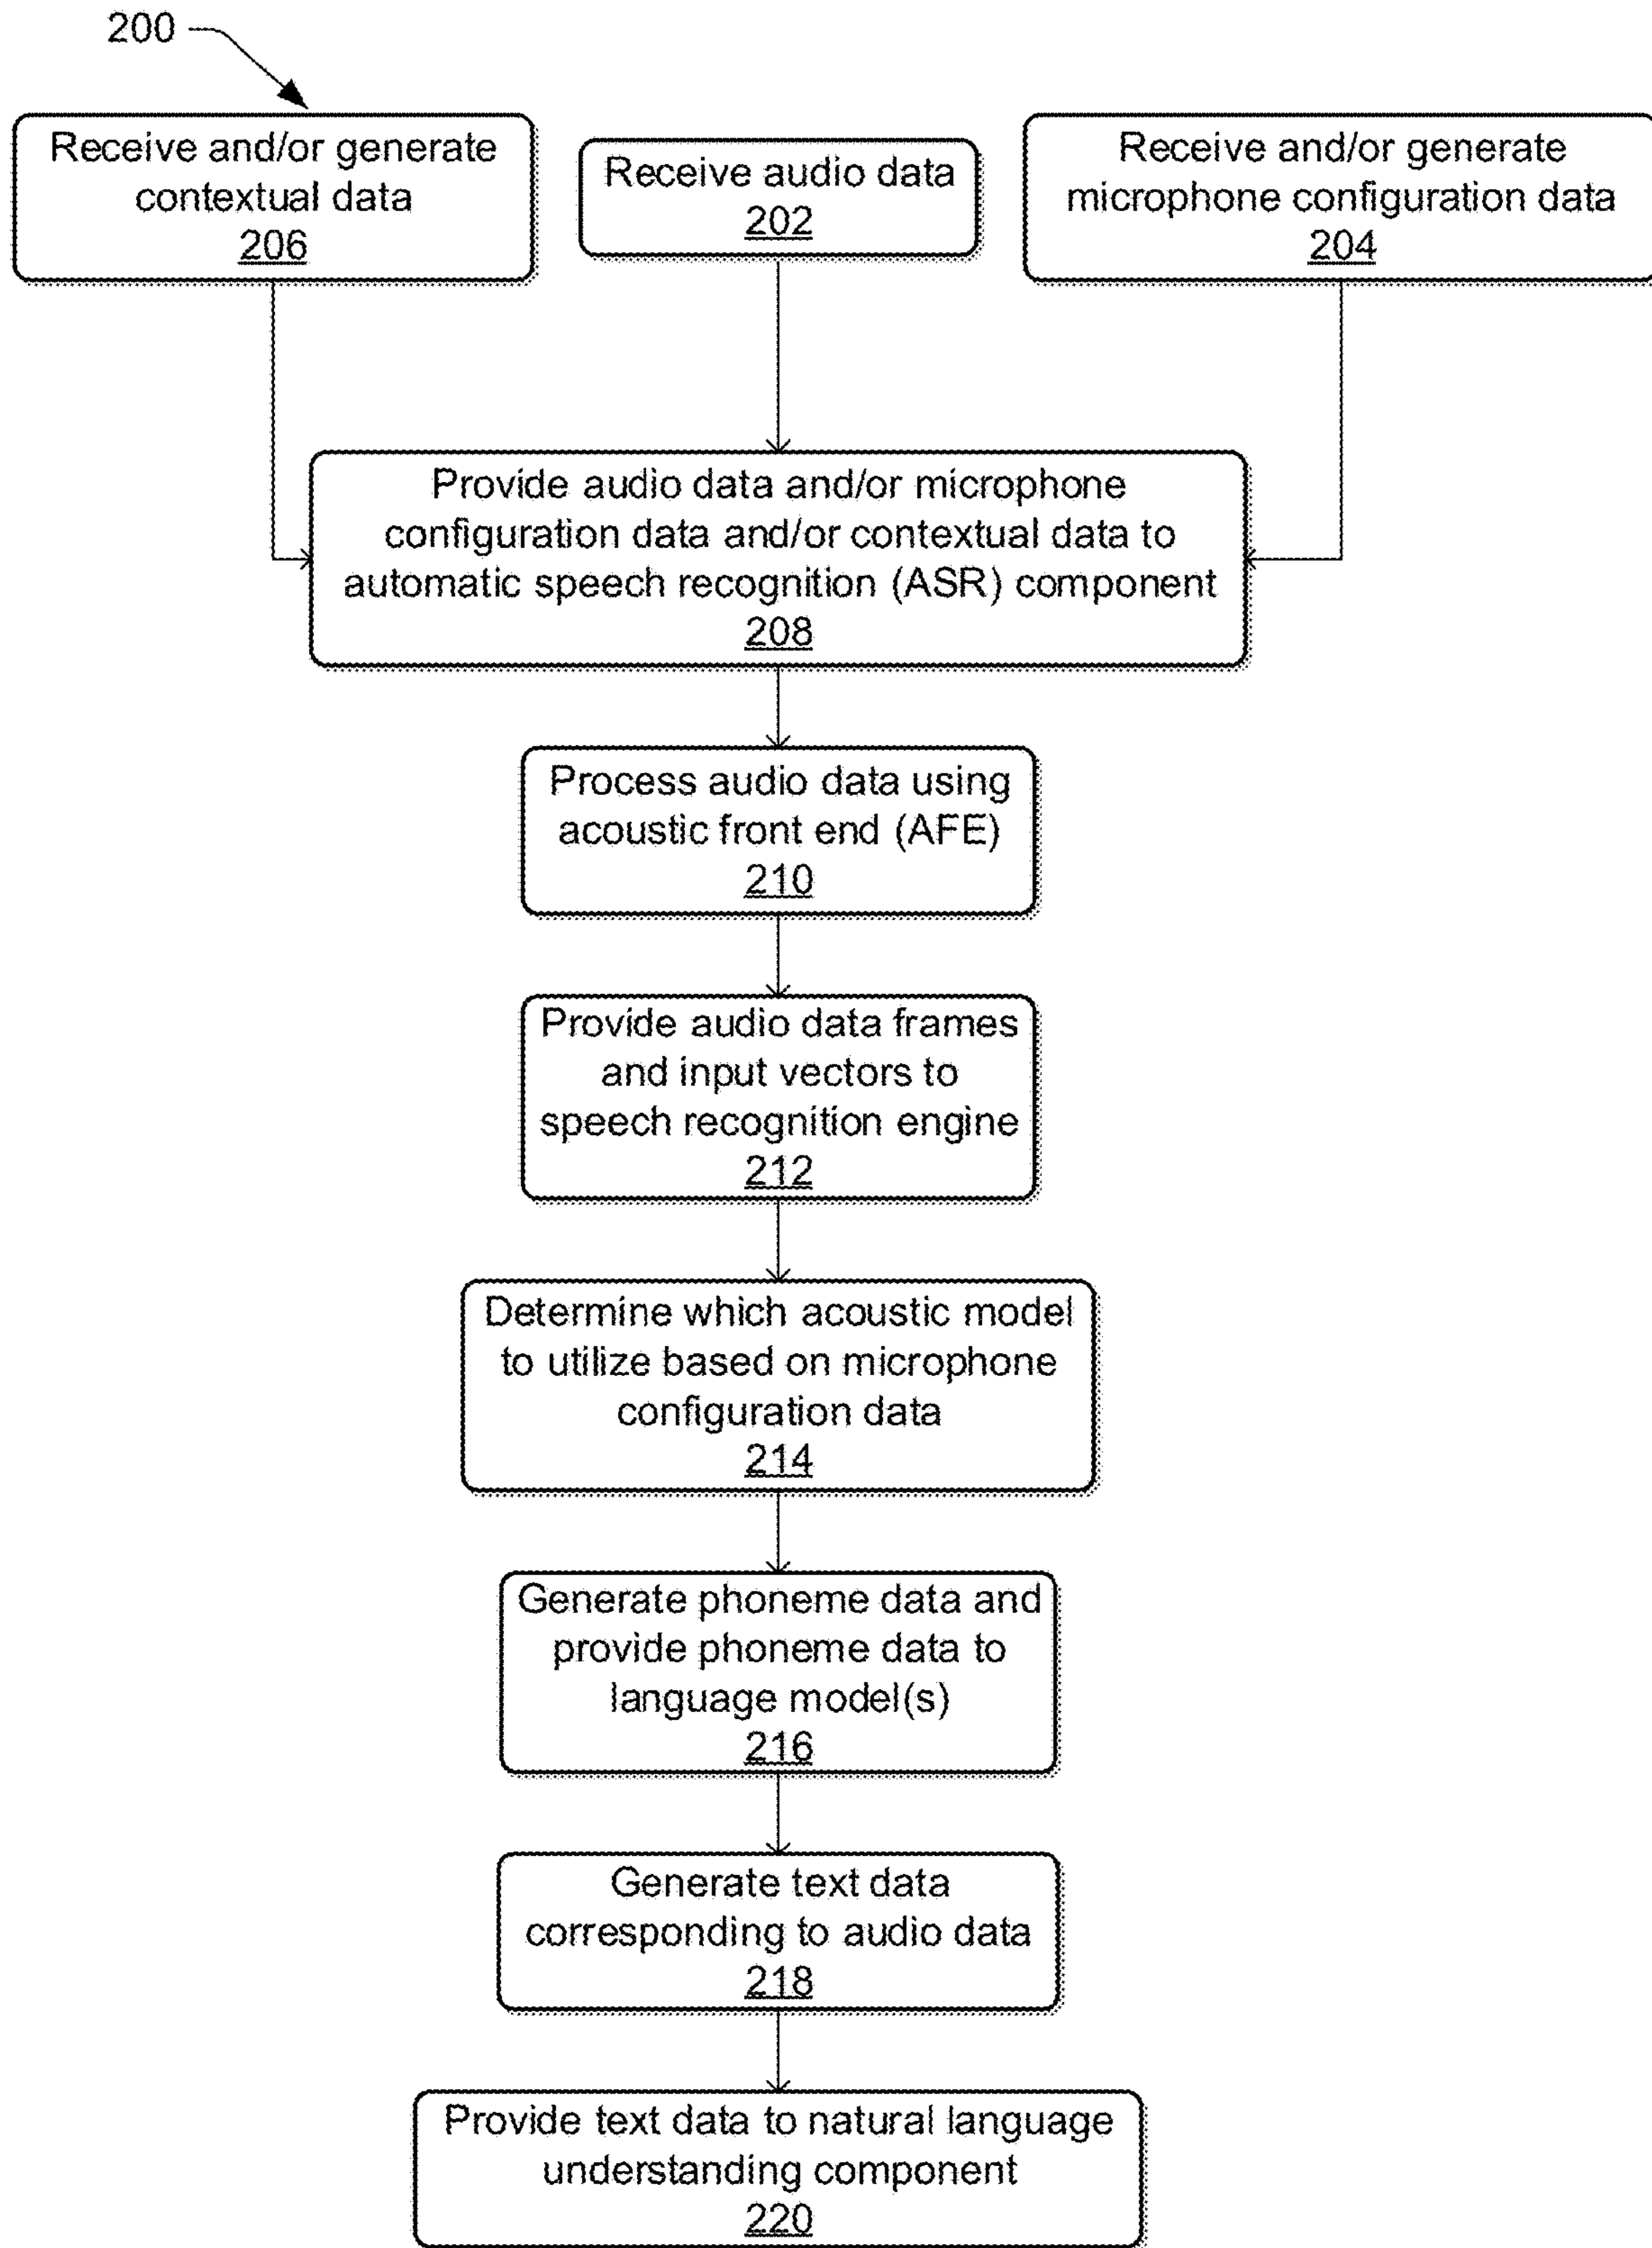 200
Receive and/or generate
contextual data
206
Receive audio data
202
Receive and/or generate
microphone configuration data
204
Provide audio data and/or microphone
configuration data and/or contextual data to
automatic speech recognition (ASR) component
208
Process audio data using
acoustic front end (AFE)
210
Provide audio data frames
and input vectors to
speech recognition engine
212
Determine which acoustic model
to utilize based on microphone
configuration data
214
Generate phoneme data and
provide phoneme data to
language model(s)
216
Generate text data
corresponding to audio data
218
Provide text data to natural language
understanding component
220